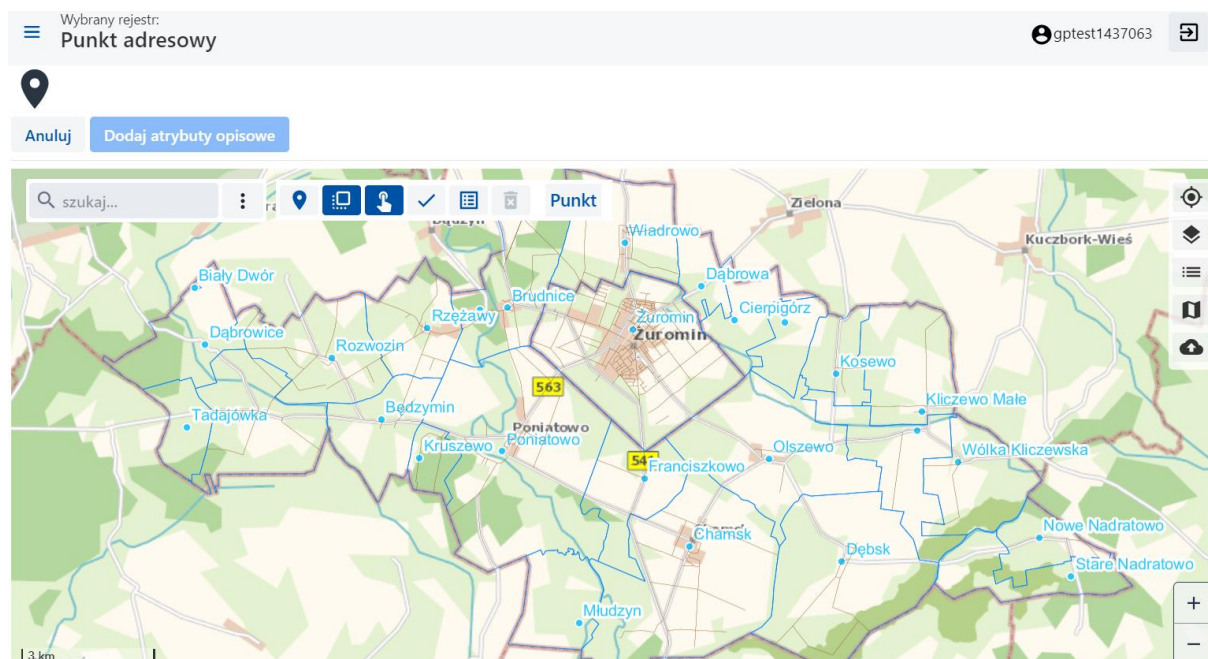 Wybrany rejestr:
Punkt adresowy
gptest1437063
Anuluj
Dodaj atrybuty opisowe
szukaj...
Punkt
Zielona
Wiadrowo
Kuczbork-Wieś
Biały Dwór
Dąbrowa
Brudnice
Cierpigórz
Rzężawy
Żuromin
Żuromin
Dąbrowice
Rozwozin
Kosewo
563
Kliczewo Małe
Będzymin
Tadajówka
Poniatowo
Poniatowo
Kruszewo
Olszewo
Wólka Kliczewska
541
Franciszkowo
Nowe Nadratowo
Chamsk
Dębsk
Stare Nadratowo
Młudzyn
+
−
3 km